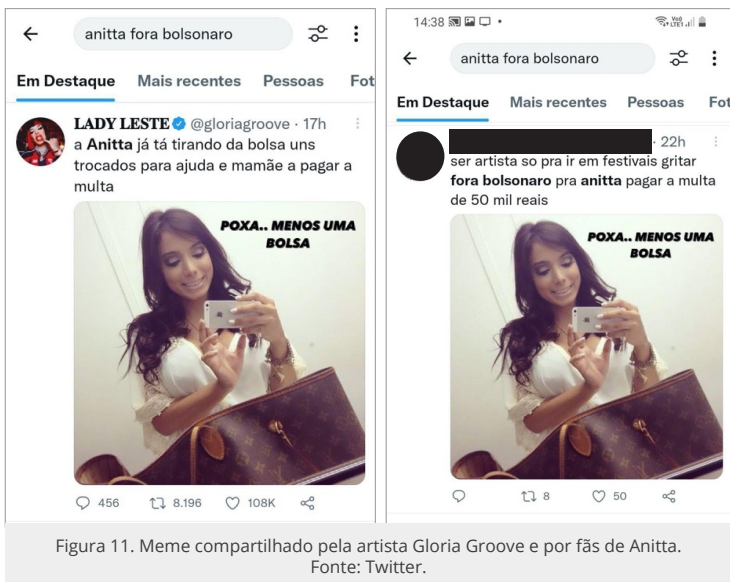 anitta fora bolsonaro
Em Destaque Mais recentes Pessoas Fot
LADY LESTE @gloriagroove · 17h
a Anitta já tá tirando da bolsa uns
trocados para ajuda e mamãe a pagar a
multa
POXA.. MENOS UMA
BOLSA
456 8.196 108K
14:38 Vo) LTE1
anitta fora bolsonaro
Em Destaque Mais recentes Pessoas Fot
· 22h
ser artista so pra ir em festivais gritar
fora bolsonaro pra anitta pagar a multa
de 50 mil reais
POXA.. MENOS UMA
BOLSA
8 50
Figura 11. Meme compartilhado pela artista Gloria Groove e por fãs de Anitta.
Fonte: Twitter.